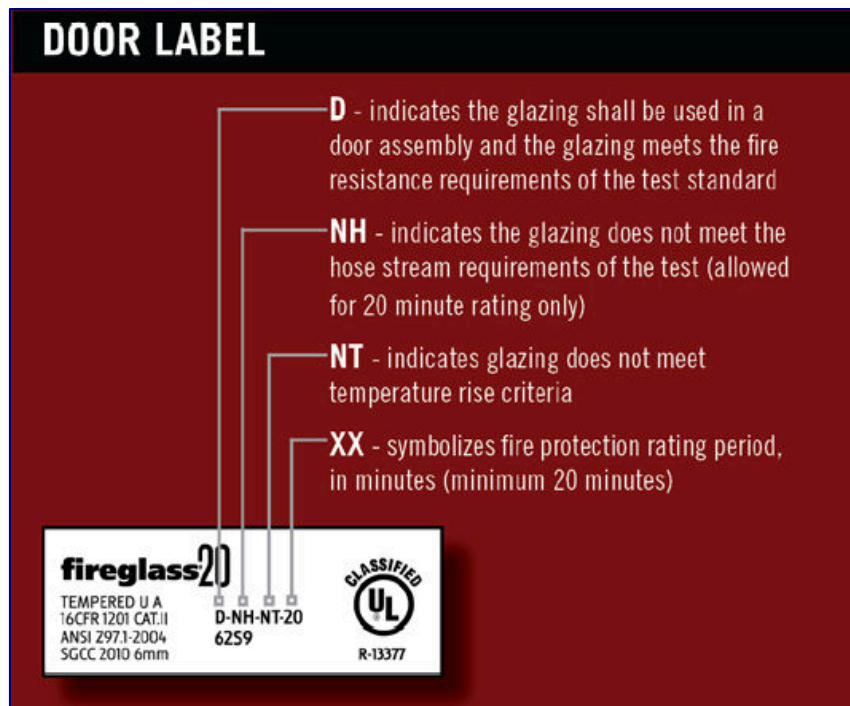 DOOR LABEL
D - indicates the glazing shall be used in a
door assembly and the glazing meets the fire
resistance requirements of the test standard
NH - indicates the glazing does not meet the
hose stream requirements of the test (allowed
for 20 minute rating only)
NT - indicates glazing does not meet
temperature rise criteria
XX - symbolizes fire protection rating period,
in minutes (minimum 20 minutes)
fireglass20
TEMPERED U A
16CFR 1201 CAT.II
ANSI Z97.1-2004
SGCC 2010 6mm
D-NH-NT-20
62S9
CLASSIFIED
UL
R-13377